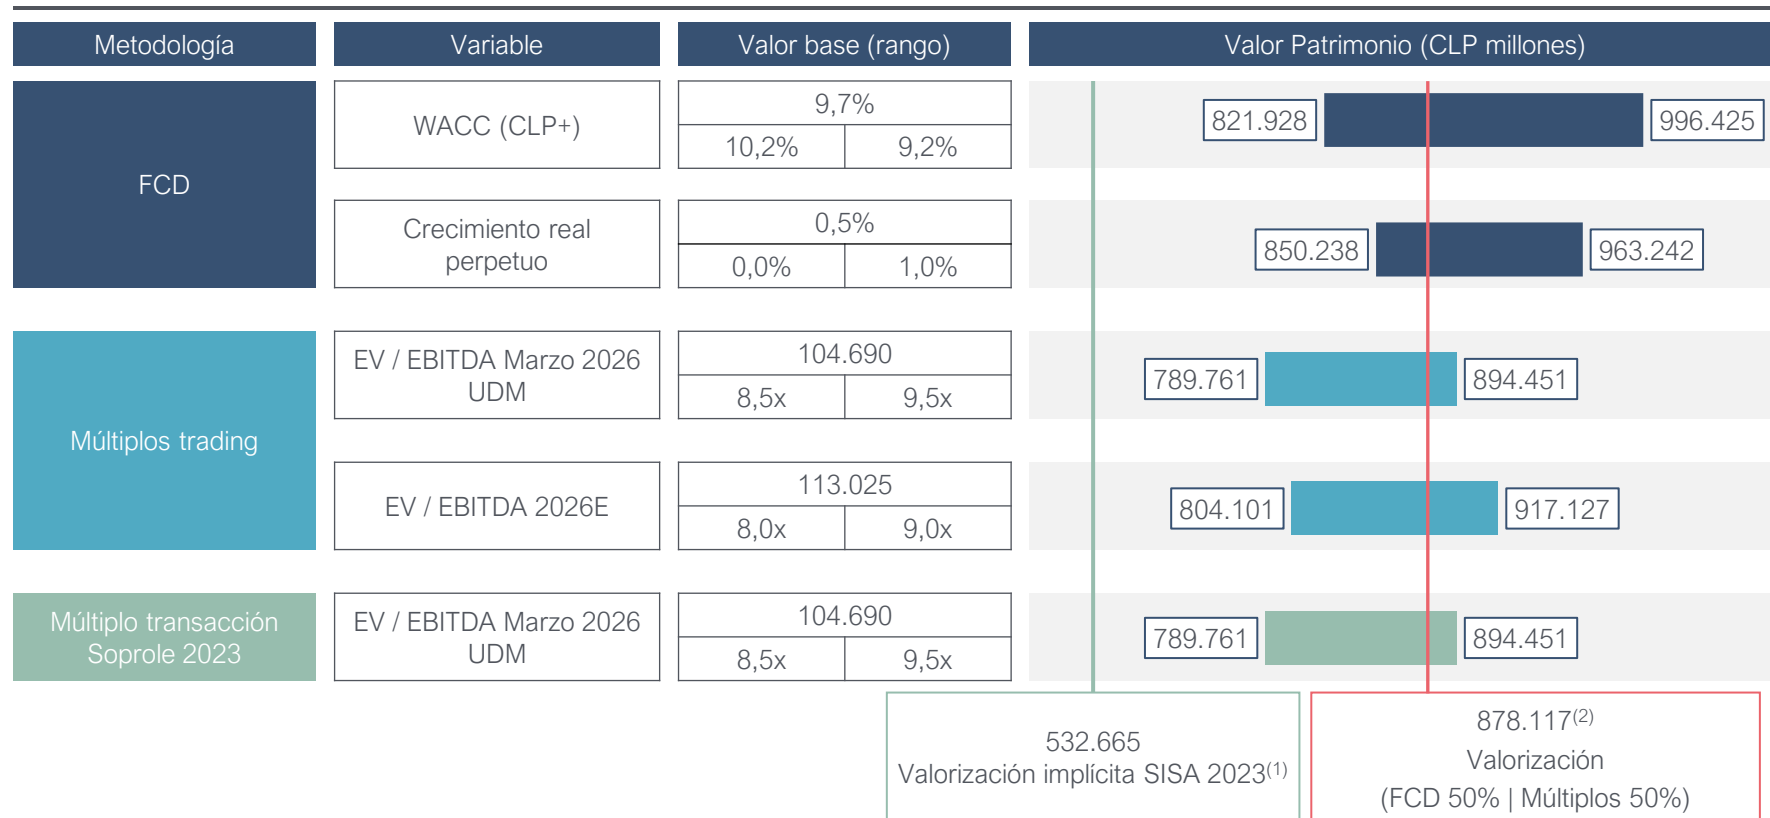 Metodología
Variable
Valor base (rango)
Valor Patrimonio (CLP millones)
FCD
WACC (CLP+)
9,7%
10,2%
9,2%
821.928
996.425
Crecimiento real
perpetuo
0,5%
0,0%
1,0%
850.238
963.242
Múltiplos trading
EV / EBITDA Marzo 2026
UDM
104.690
8,5x
9,5x
789.761
894.451
EV / EBITDA 2026E
113.025
8,0x
9,0x
804.101
917.127
Múltiplo transacción
Soprole 2023
EV / EBITDA Marzo 2026
UDM
104.690
8,5x
9,5x
789.761
894.451
532.665
Valorización implícita SISA 2023(1)
878.117(2)
Valorización
(FCD 50% | Múltiplos 50%)